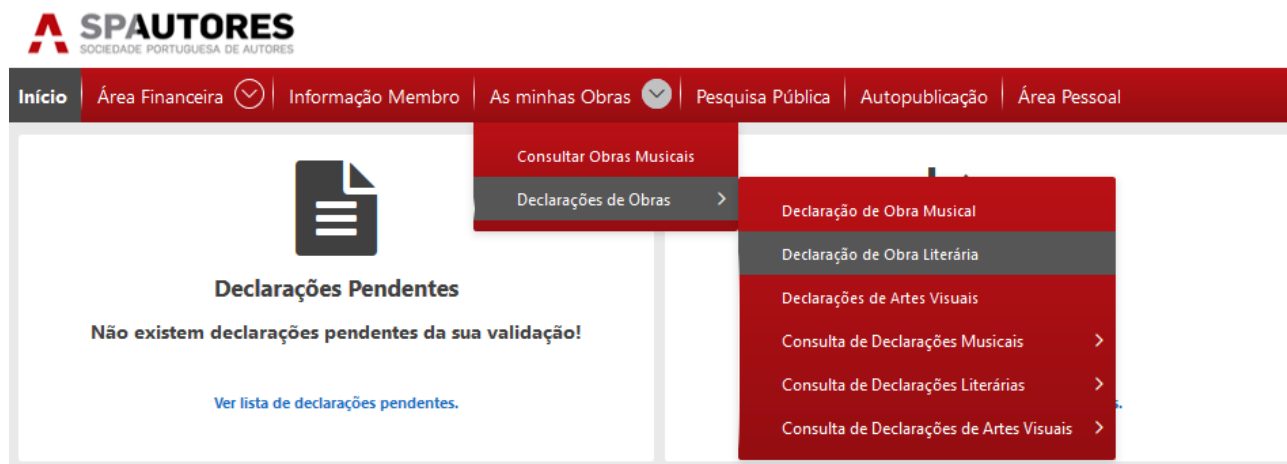 SPAUTORES
SOCIEDADE PORTUGUESA DE AUTORES
Início Área Financeira Informação Membro As minhas Obras Pesquisa Pública Autopublicação Área Pessoal
Consultar Obras Musicais
Declarações de Obras
Declaração de Obra Musical
Declaração de Obra Literária
Declarações de Artes Visuais
Consulta de Declarações Musicais
Consulta de Declarações Literárias
Consulta de Declarações de Artes Visuais
Declarações Pendentes
Não existem declarações pendentes da sua validação!
Ver lista de declarações pendentes.